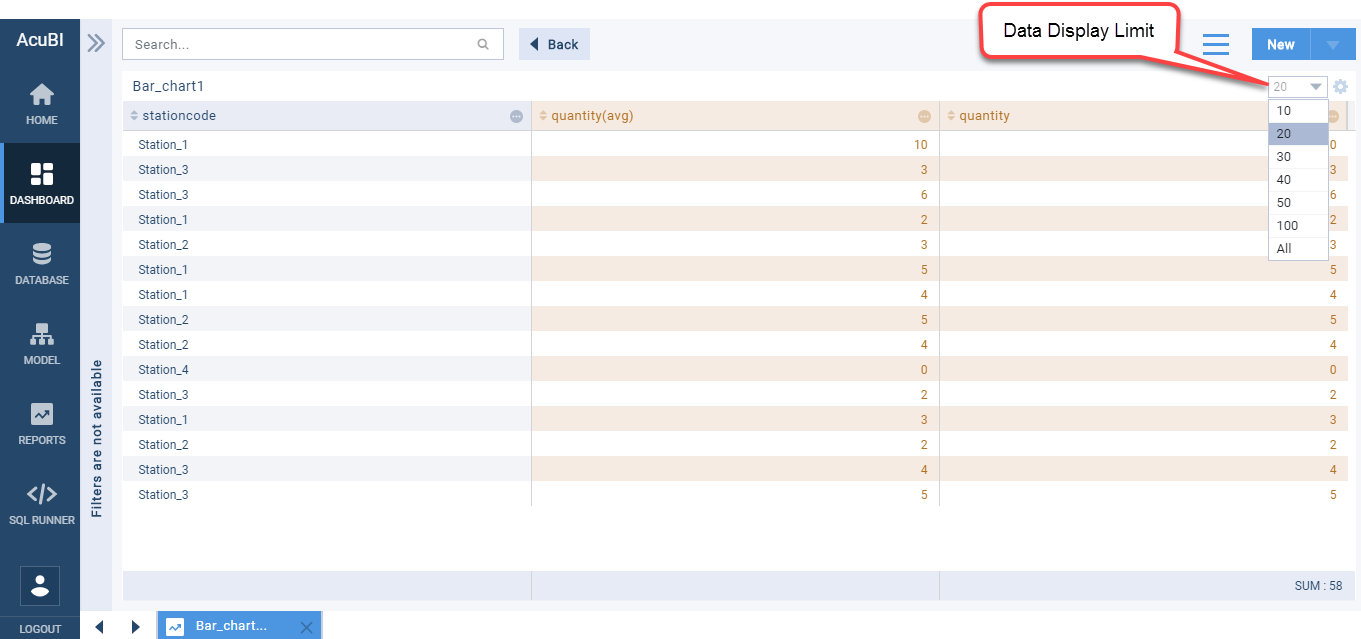 Data Display Limit
AcuBI
Search...
Back
New
HOME
DASHBOARD
DATABASE
MODEL
REPORTS
SQL RUNNER
LOGOUT
Filters are not available
Bar_chart1
20
10
20
30
40
50
100
All
stationcode quantity(avg) quantity
Station_1 10 0
Station_3 3 3
Station_3 6 6
Station_1 2 2
Station_2 3 3
Station_1 5 5
Station_1 4 4
Station_2 5 5
Station_2 4 4
Station_4 0 0
Station_3 2 2
Station_1 3 3
Station_2 2 2
Station_3 4 4
Station_3 5 5
SUM : 58
Bar_chart...